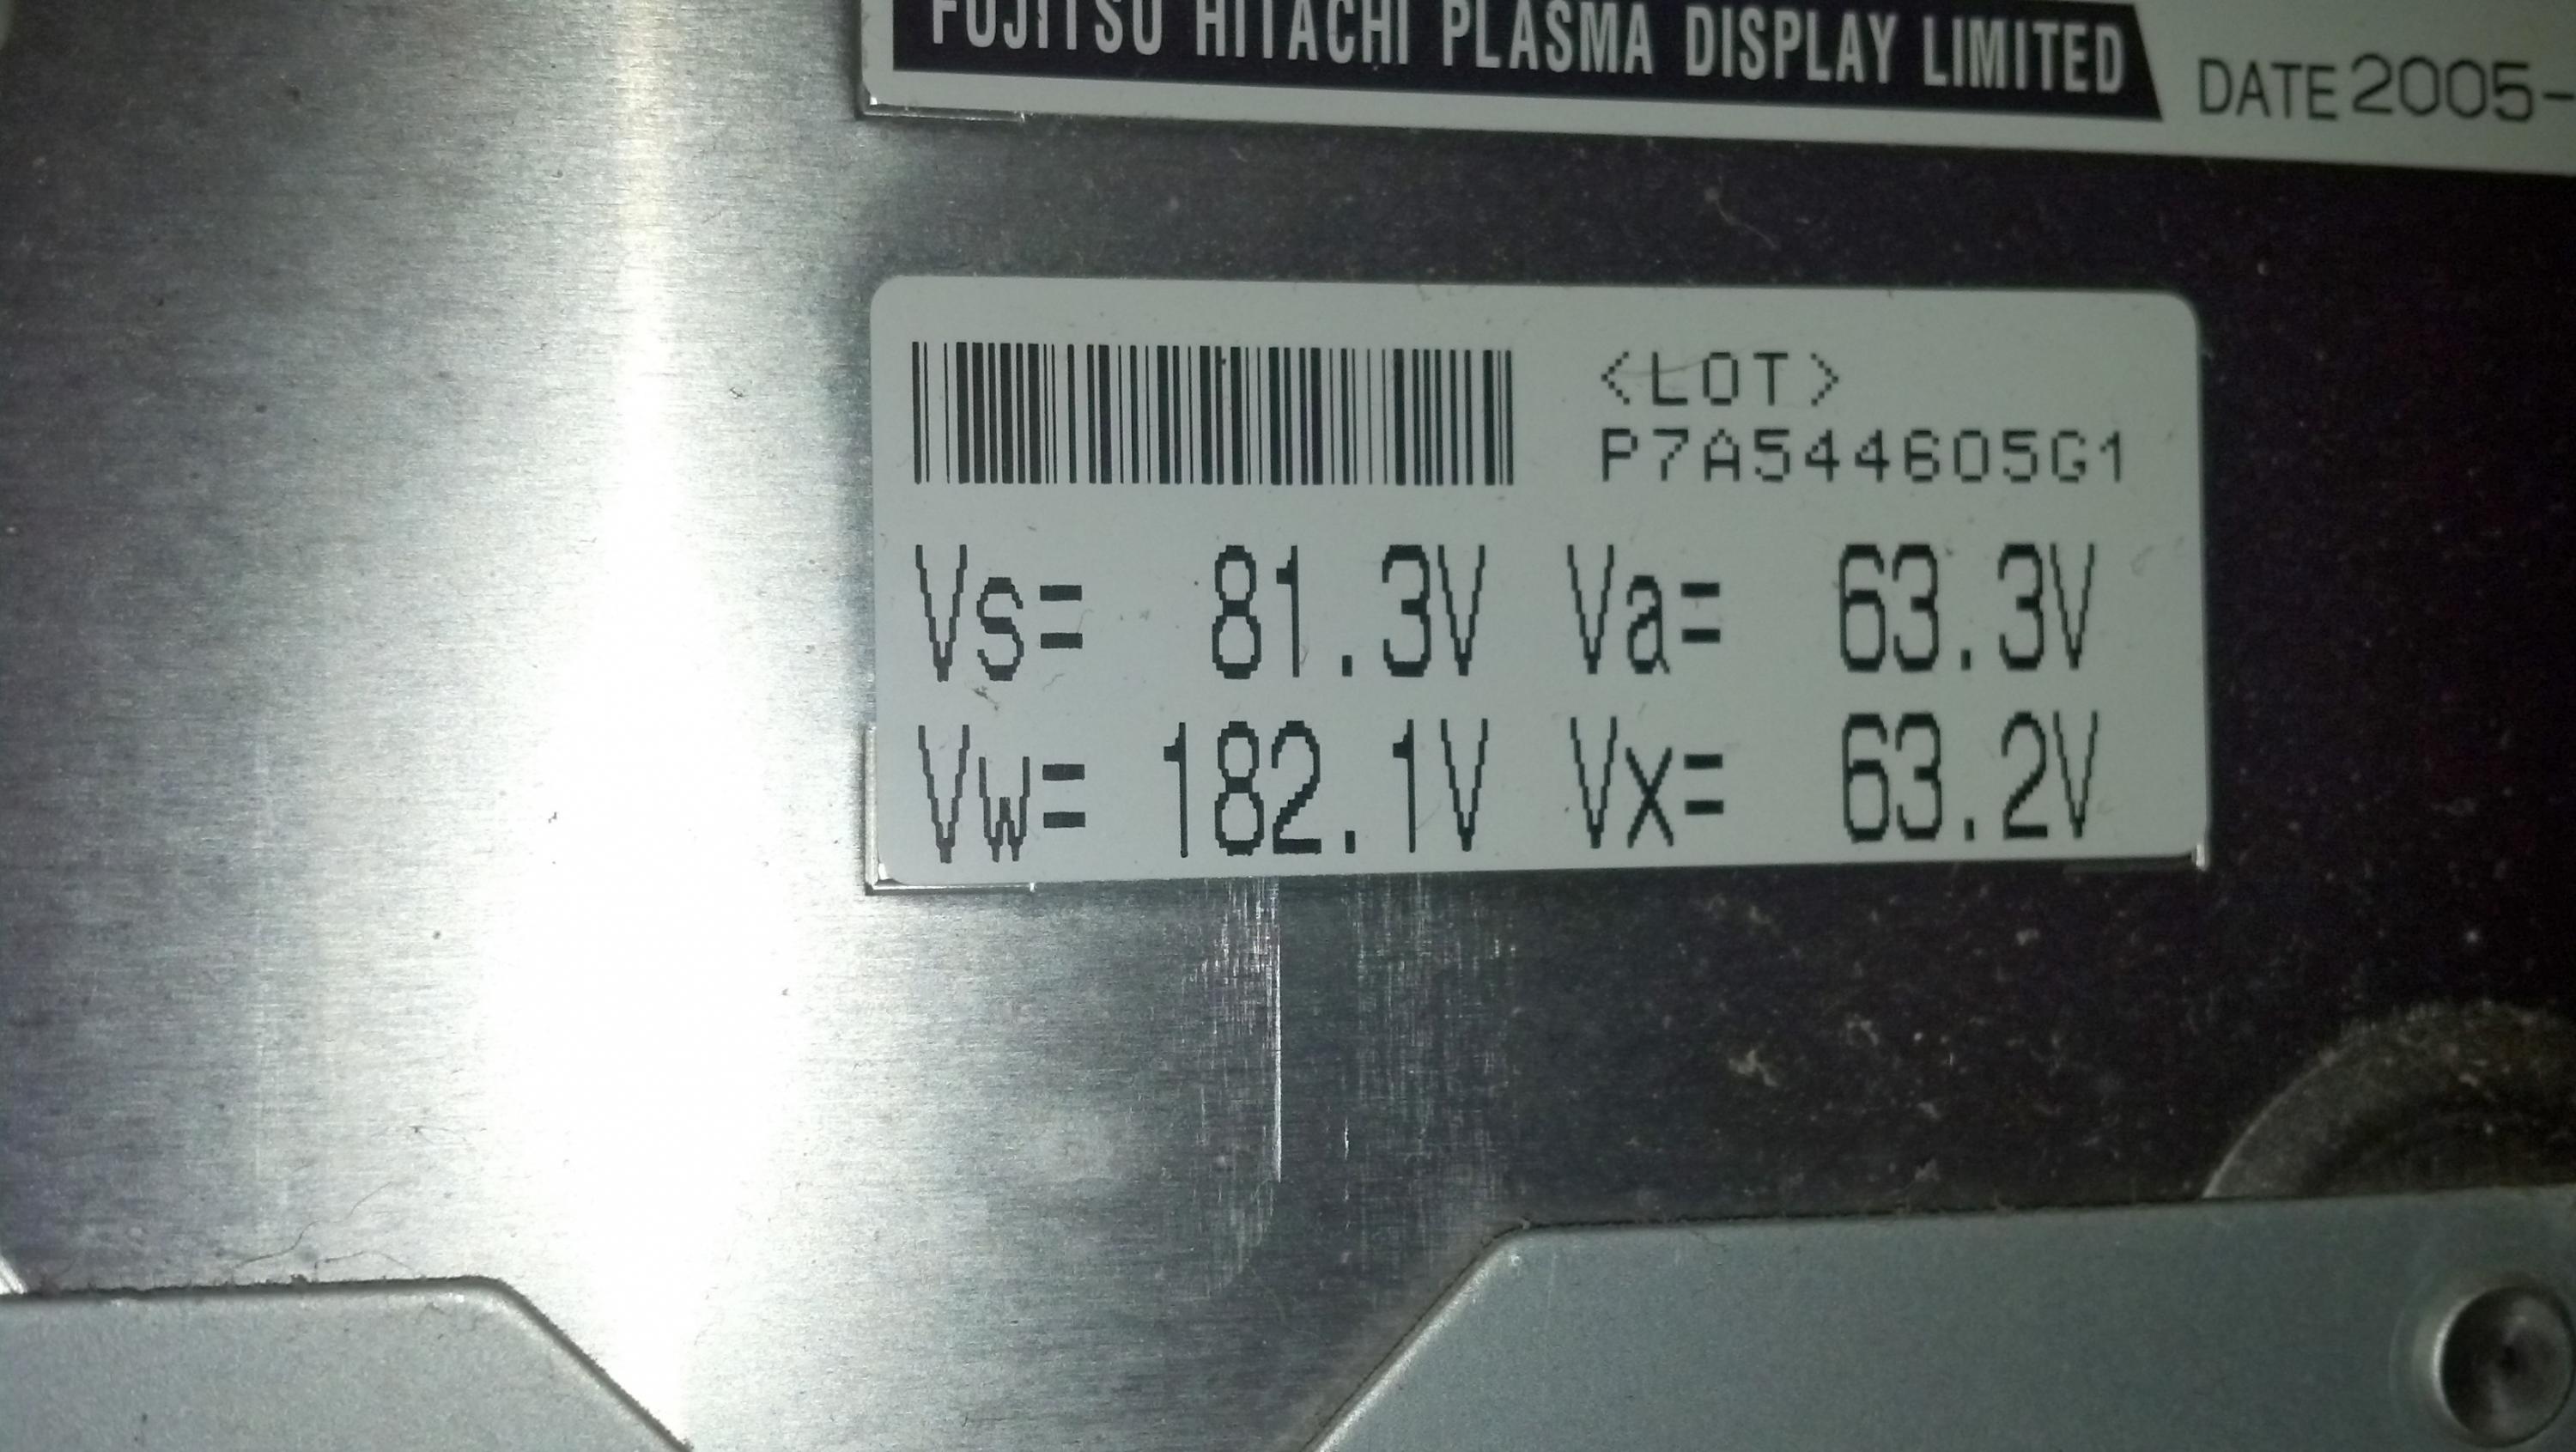 FUJITSU HITACHI PLASMA DISPLAY LIMITED
DATE 2005-
<LOT>
P7A544605G1
Vs= 81.3V Va= 63.3V
Vw= 182.1V Vx= 63.2V